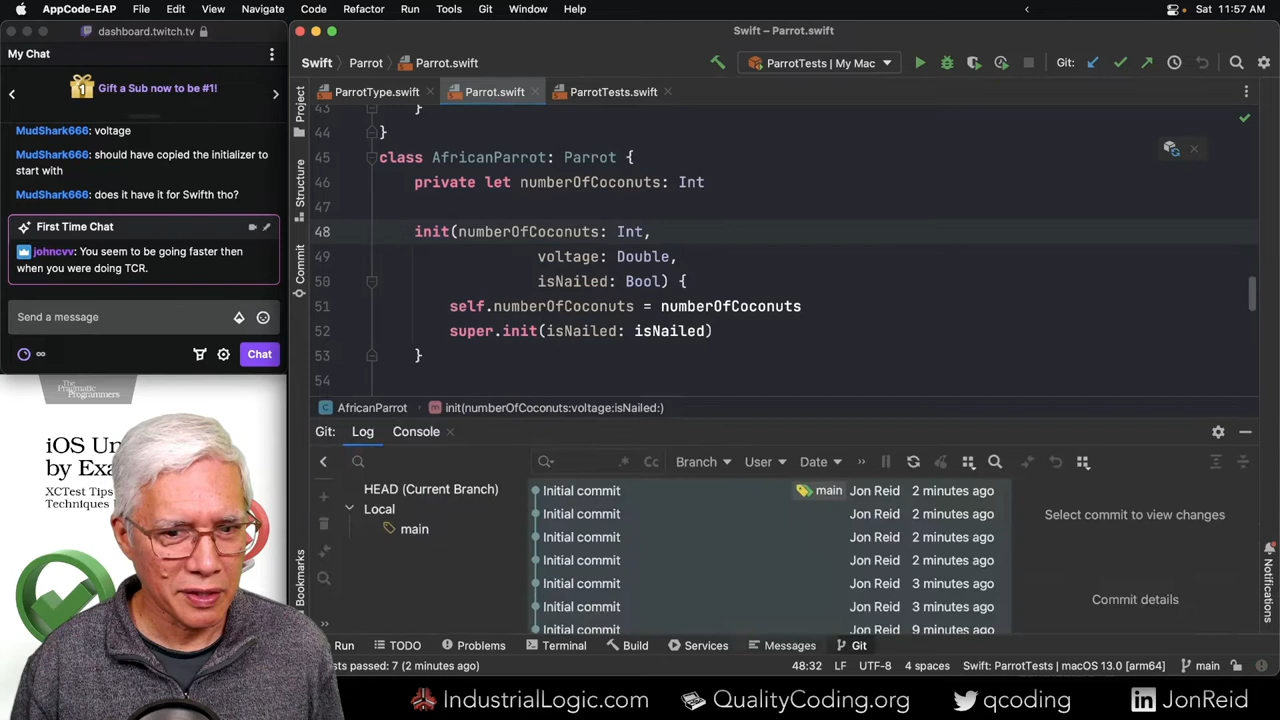 AppCode-EAP File Edit View Navigate Code Refactor Run Tools Git Window Help Sat 11:57 AM
dashboard.twitch.tv
My Chat
1 Gift a Sub now to be #1!
MudShark666: voltage
MudShark666: should have copied the initializer to
start with
MudShark666: does it have it for Swifth tho?
First Time Chat
johncvv: You seem to be going faster then
when you were doing TCR.
Send a message
∞ Chat
The
Pragmatic
Programmers
iOS Un
by Exa
XCTest Tips
Techniques
Swift – Parrot.swift
Swift Parrot Parrot.swift ParrotTests | My Mac Git:
ParrotType.swift Parrot.swift ParrotTests.swift
Project
Structure
Commit
Bookmarks
Notifications
43 }
44 }
45 class AfricanParrot: Parrot {
46 private let numberOfCoconuts: Int
47
48 init(numberOfCoconuts: Int,
49 voltage: Double,
50 isNailed: Bool) {
51 self.numberOfCoconuts = numberOfCoconuts
52 super.init(isNailed: isNailed)
53 }
54
C AfricanParrot m init(numberOfCoconuts:voltage:isNailed:)
Git: Log Console
Cc Branch User Date
HEAD (Current Branch)
Local
main
Initial commit main Jon Reid 2 minutes ago
Initial commit Jon Reid 2 minutes ago
Initial commit Jon Reid 2 minutes ago
Initial commit Jon Reid 2 minutes ago
Initial commit Jon Reid 3 minutes ago
Initial commit Jon Reid 3 minutes ago
Initial commit Jon Reid 9 minutes ago
Select commit to view changes
Commit details
Run TODO Problems Terminal Build Services Messages Git
ts passed: 7 (2 minutes ago) 48:32 LF UTF-8 4 spaces Swift: ParrotTests | macOS 13.0 [arm64] main
IndustrialLogic.com QualityCoding.org qcoding JonReid